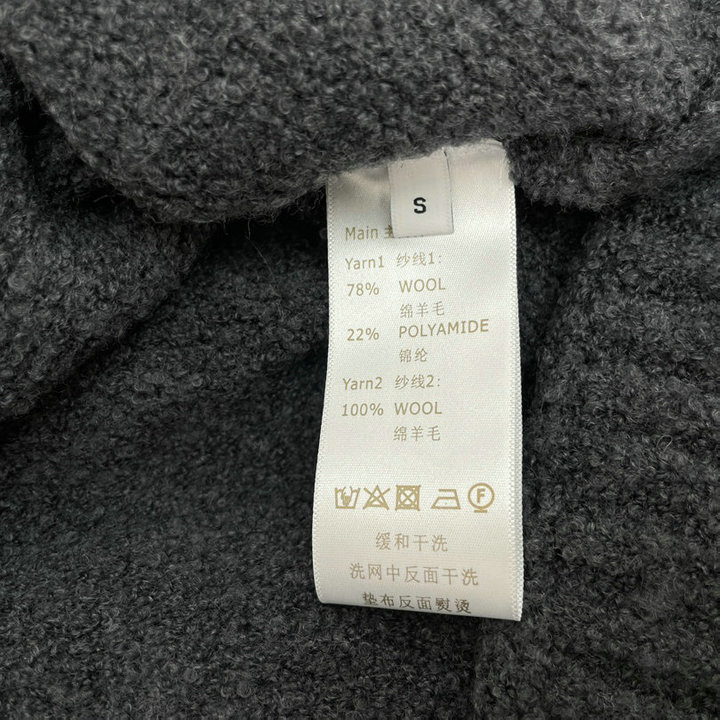 S
Main 主
Yarn1 纱线1:
78% WOOL
绵羊毛
22% POLYAMIDE
锦纶
Yarn2 纱线2:
100% WOOL
绵羊毛
F
缓和干洗
洗网中反面干洗
垫布反面熨烫